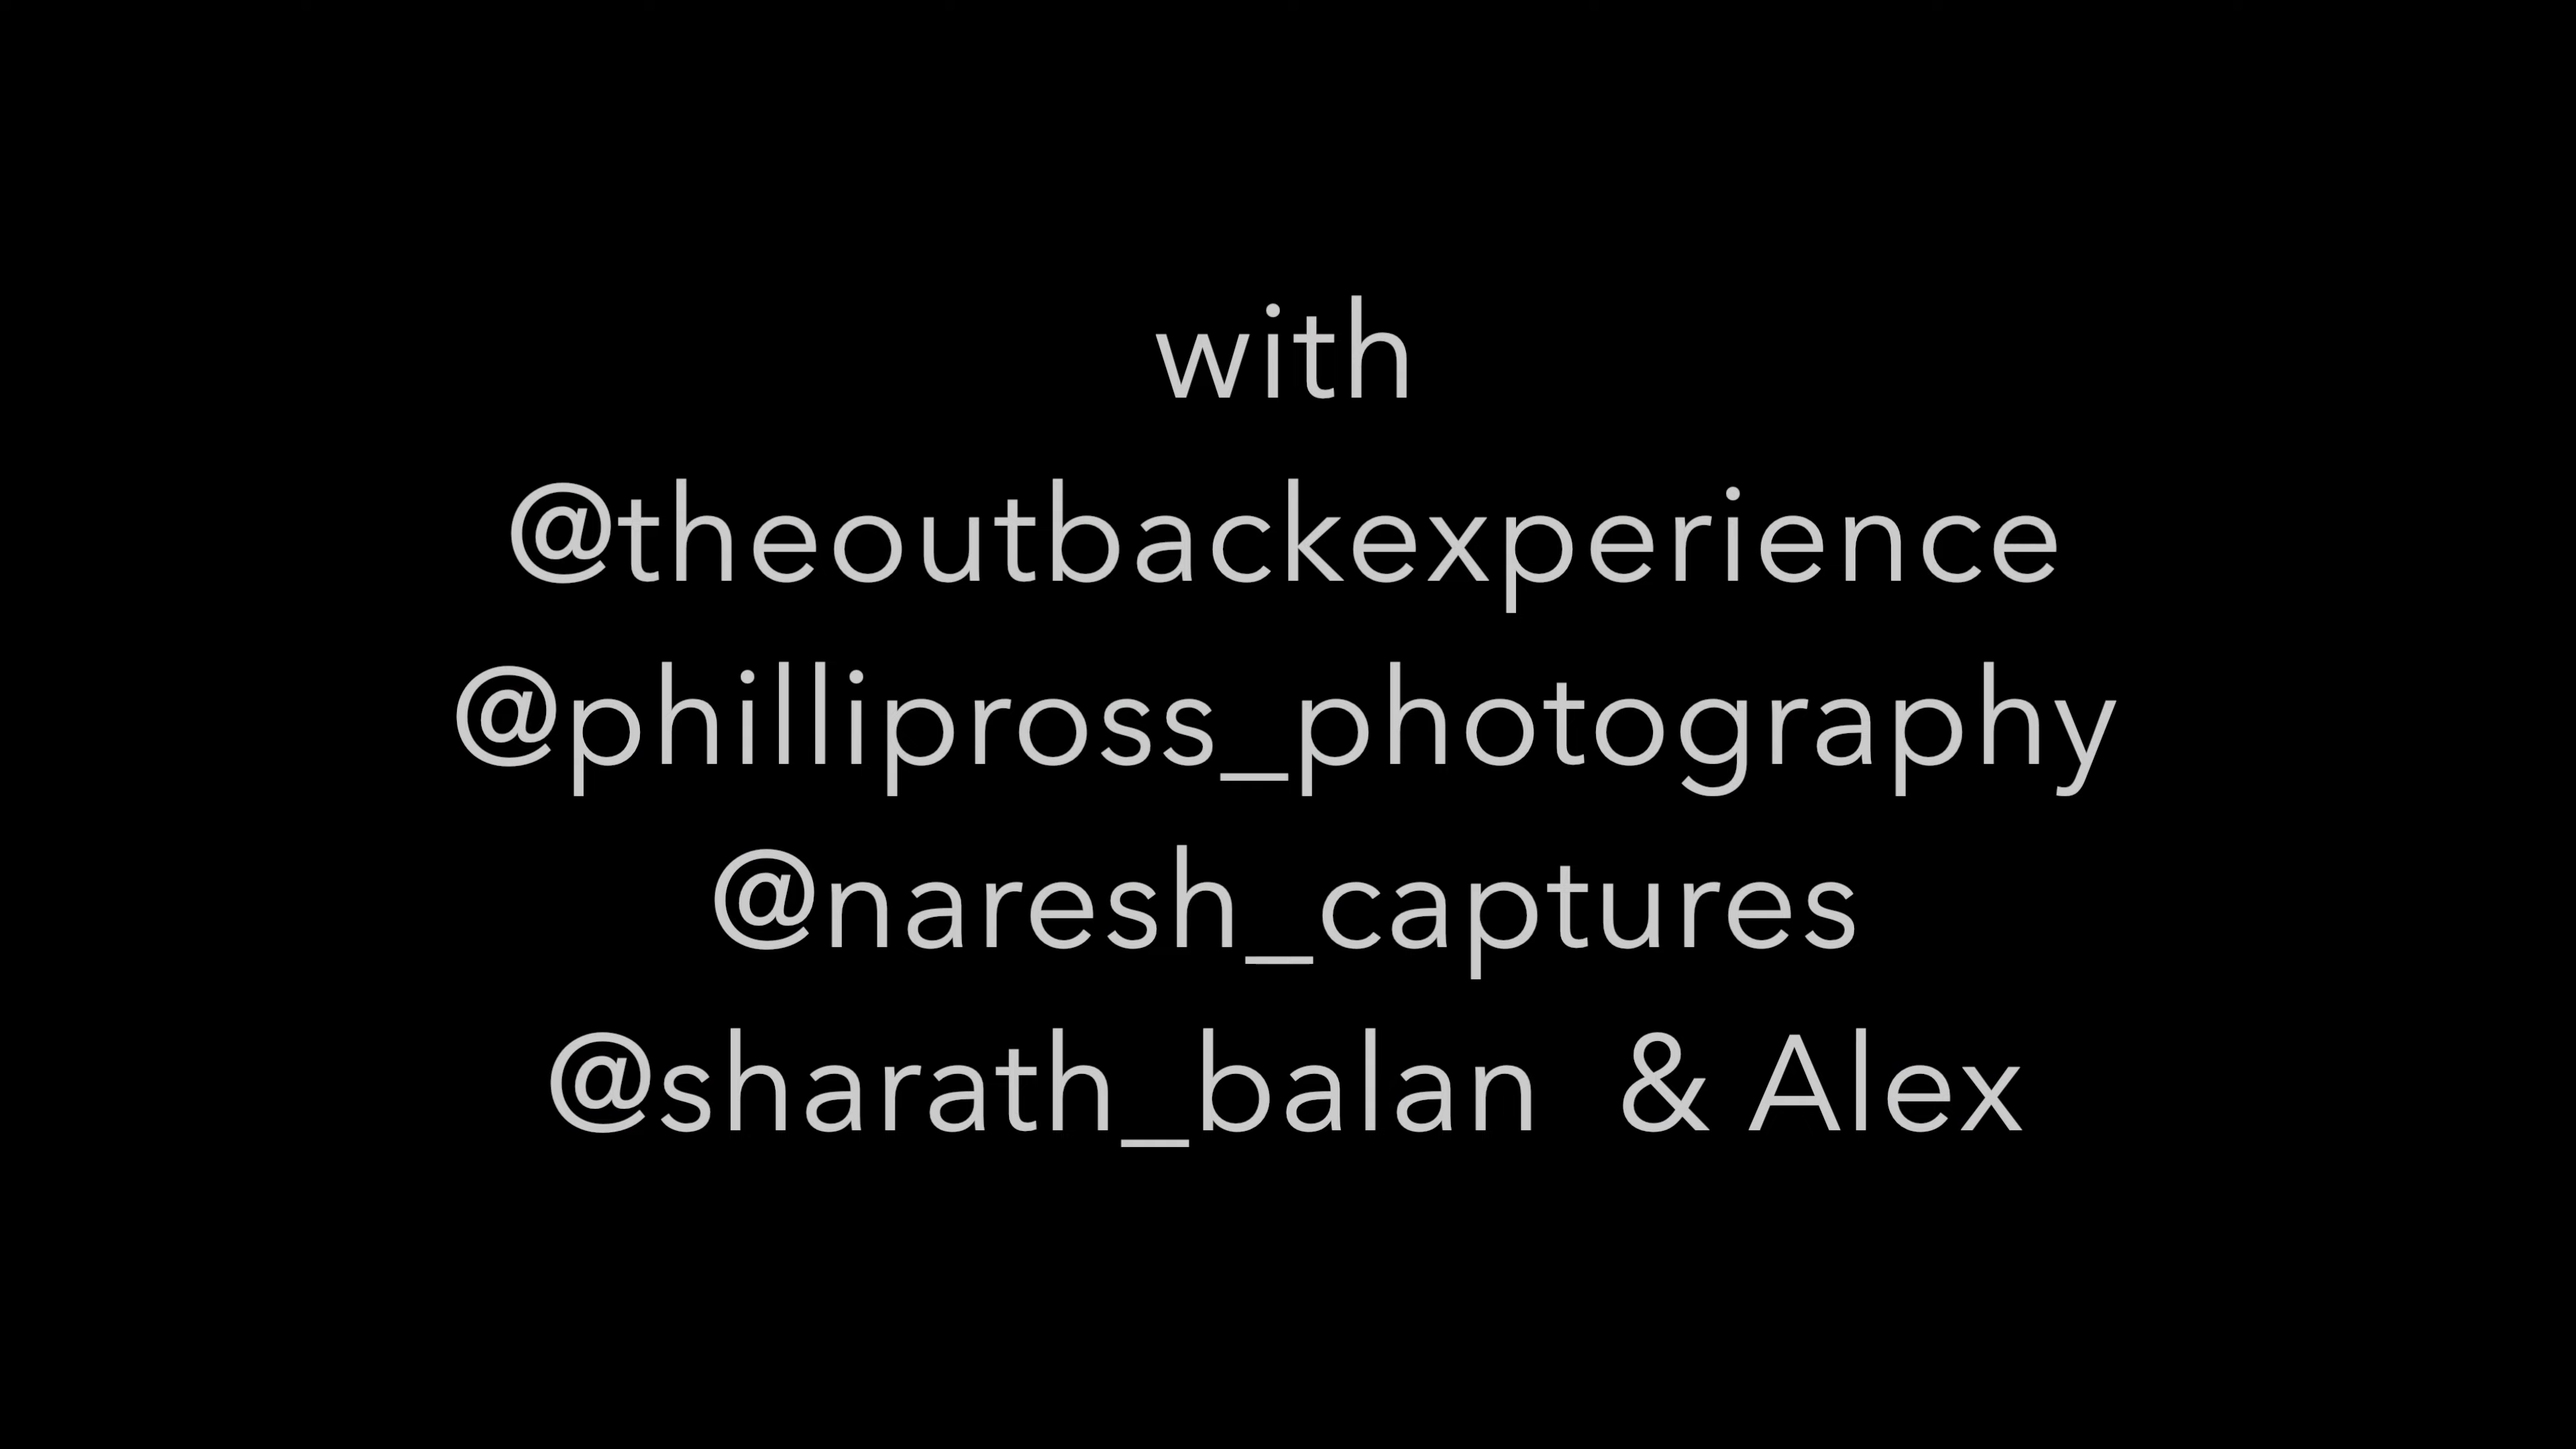 with
@theoutbackexperience
@phillipross_photography
@naresh_captures
@sharath_balan  & Alex